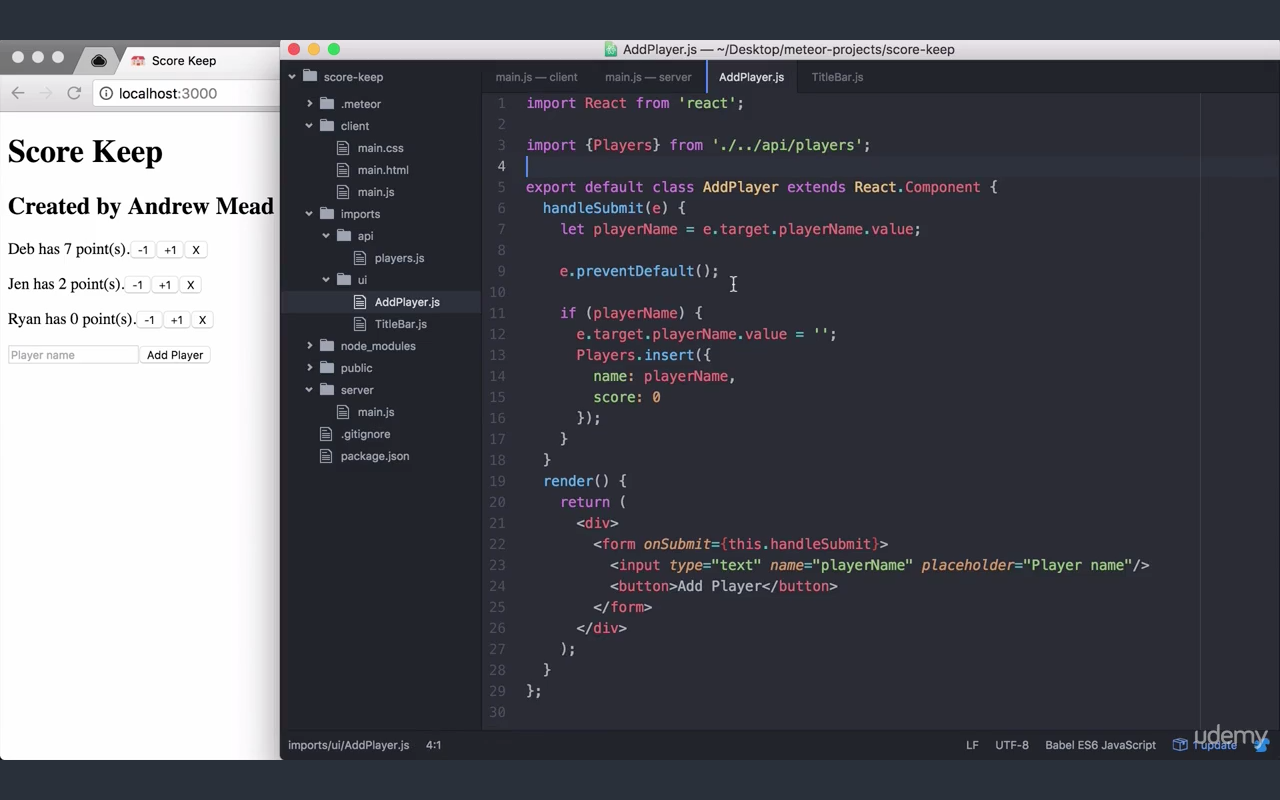 Score Keep
localhost:3000
Score Keep
Created by Andrew Mead
Deb has 7 point(s). -1 +1 X
Jen has 2 point(s). -1 +1 X
Ryan has 0 point(s). -1 +1 X
Player name Add Player
AddPlayer.js — ~/Desktop/meteor-projects/score-keep
score-keep
.meteor
client
main.css
main.html
main.js
imports
api
players.js
ui
AddPlayer.js
TitleBar.js
node_modules
public
server
main.js
.gitignore
package.json
main.js — client main.js — server AddPlayer.js TitleBar.js
1 import React from 'react';
2
3 import {Players} from './../api/players';
4
5 export default class AddPlayer extends React.Component {
6 handleSubmit(e) {
7 let playerName = e.target.playerName.value;
8
9 e.preventDefault();
10
11 if (playerName) {
12 e.target.playerName.value = '';
13 Players.insert({
14 name: playerName,
15 score: 0
16 });
17 }
18 }
19 render() {
20 return (
21 <div>
22 <form onSubmit={this.handleSubmit}>
23 <input type="text" name="playerName" placeholder="Player name"/>
24 <button>Add Player</button>
25 </form>
26 </div>
27 );
28 }
29 };
30
imports/ui/AddPlayer.js 4:1 LF UTF-8 Babel ES6 JavaScript 1 update
udemy